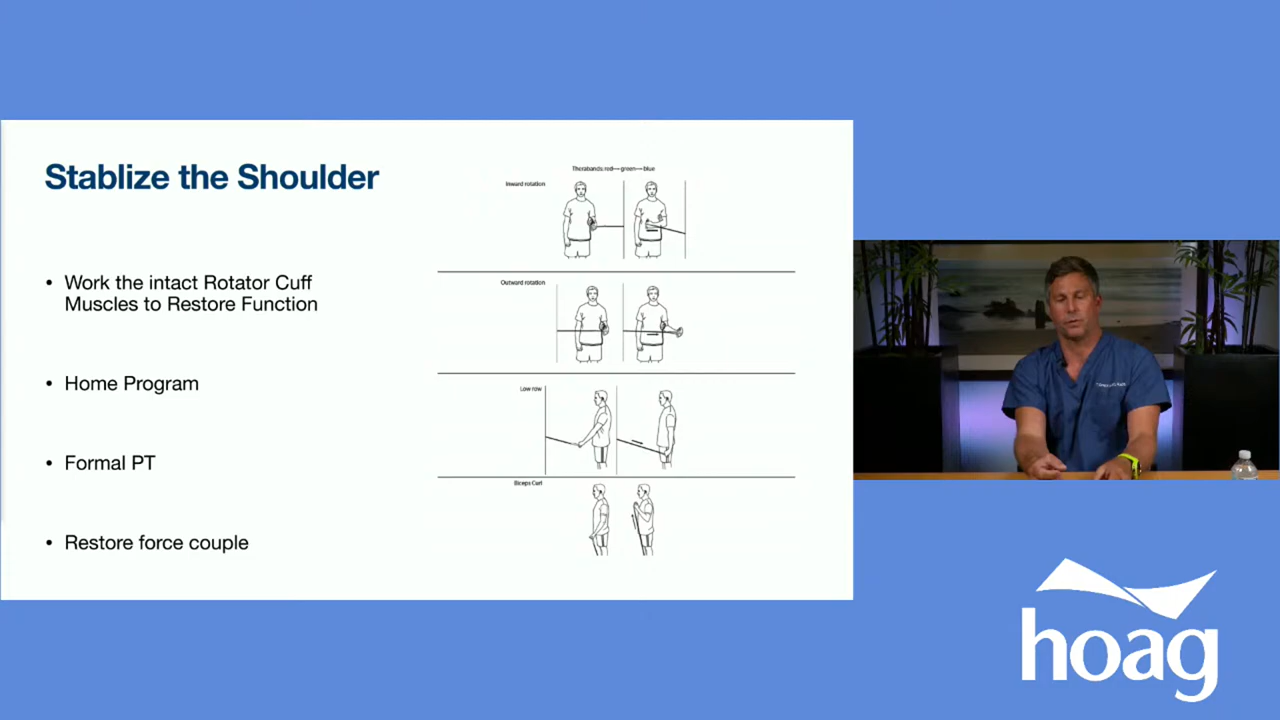 Stablize the Shoulder
• Work the intact Rotator Cuff
Muscles to Restore Function
• Home Program
• Formal PT
• Restore force couple
Therabands: red—green—blue
Inward rotation
Outward rotation
Low row
Biceps Curl
hoag